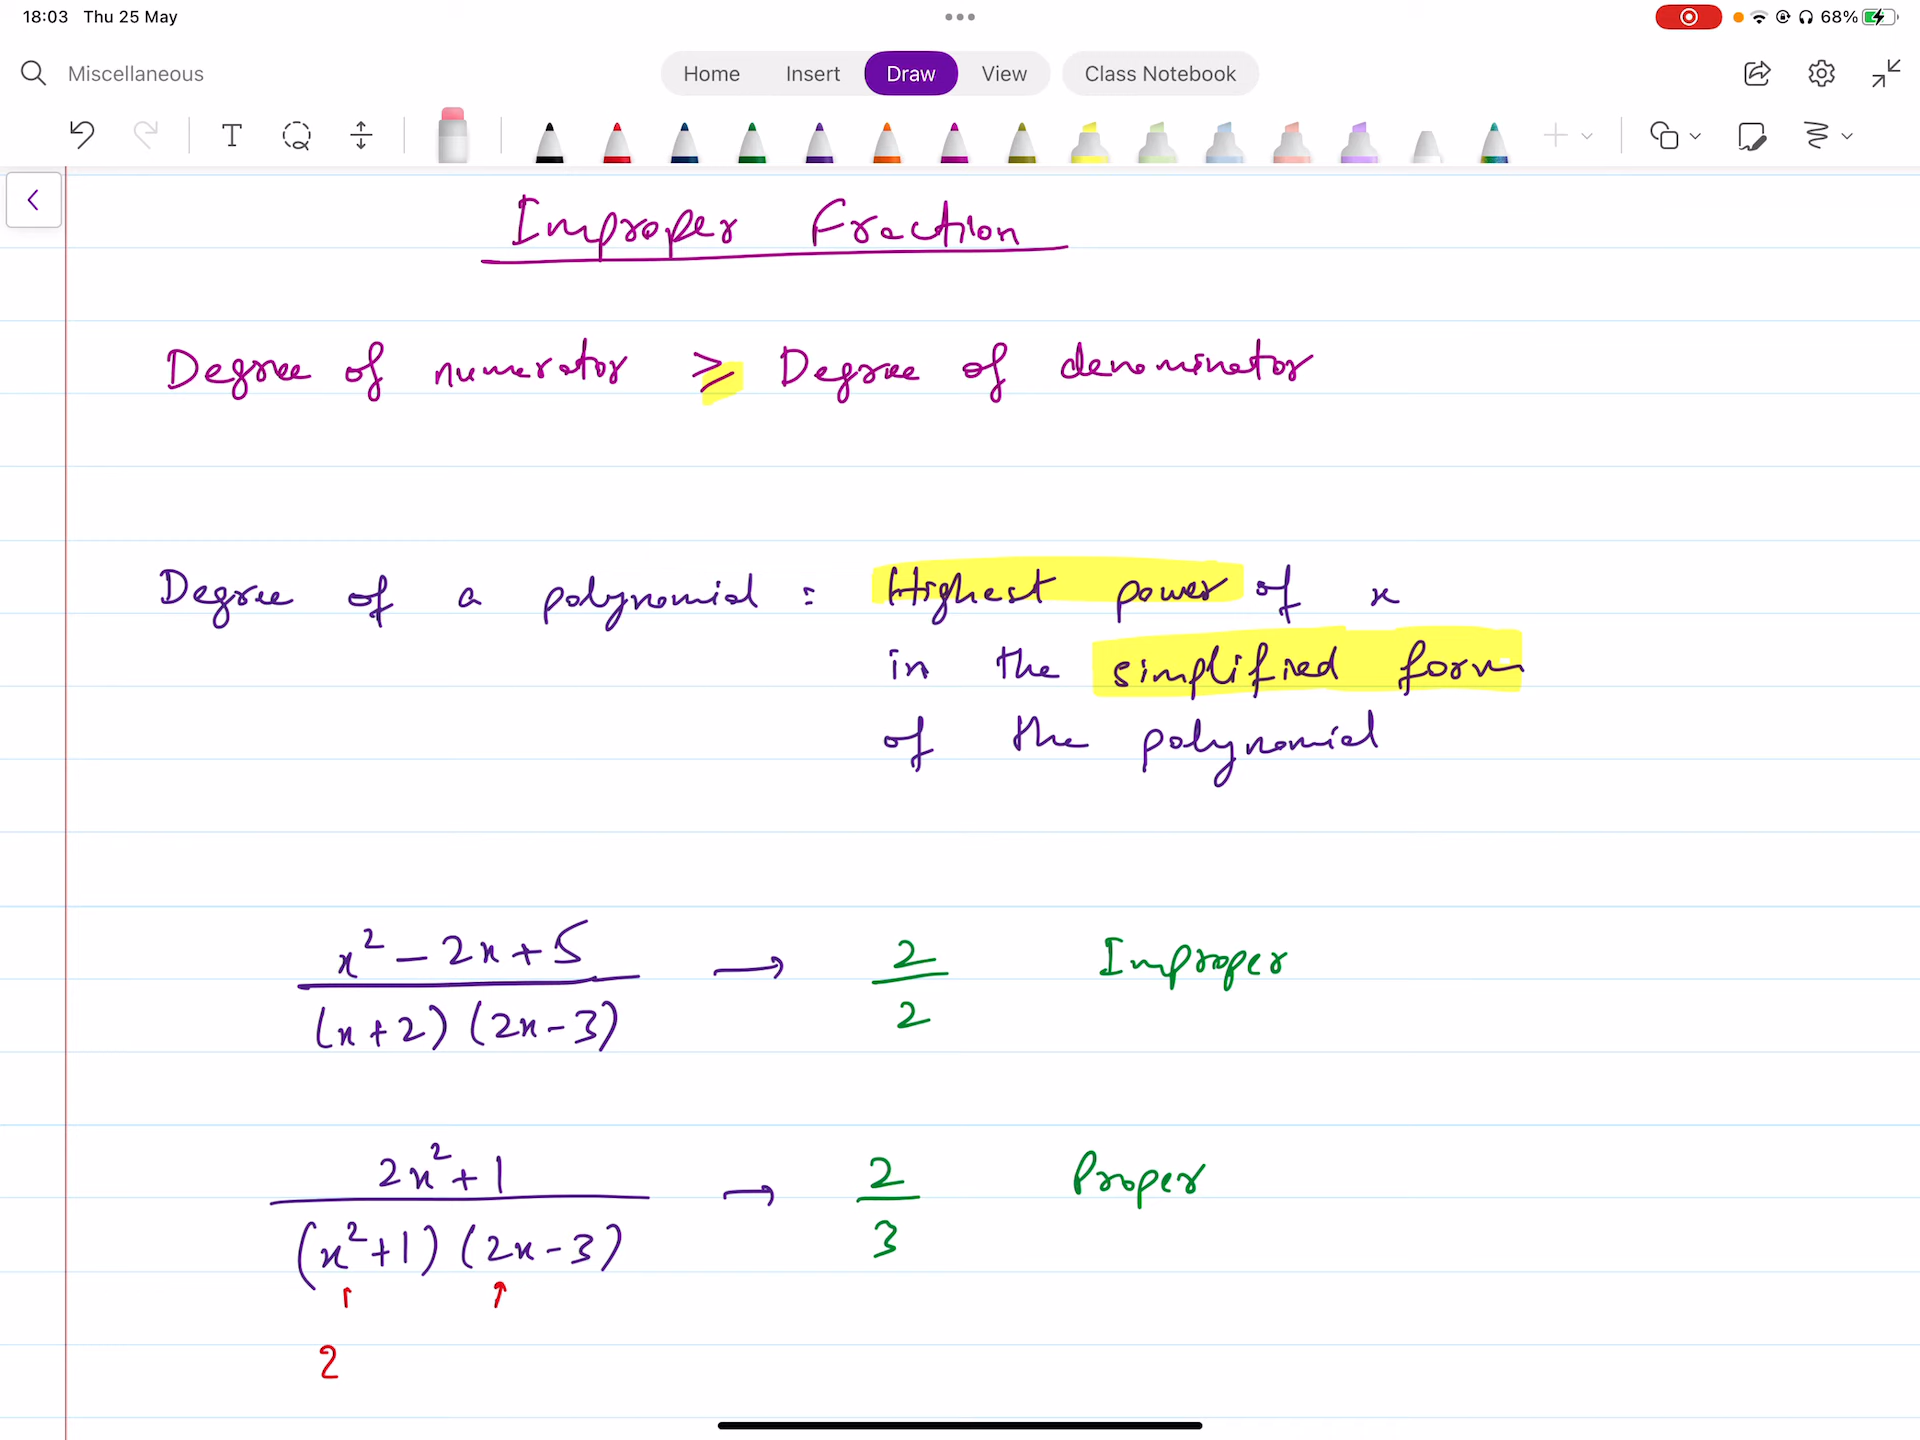 18:03 Thu 25 May
68%
Miscellaneous
Home Insert Draw View Class Notebook
T
Improper Fraction
Degree of numerator ≥ Degree of denominator
Degree of a polynomial : Highest power of x
in the simplified form
of the polynomial
x² - 2x + 5
(x + 2) (2x - 3)
→ 2/2 Improper
2x² + 1
(x² + 1) (2x - 3)
→ 2/3 Proper
↑ ↑
2